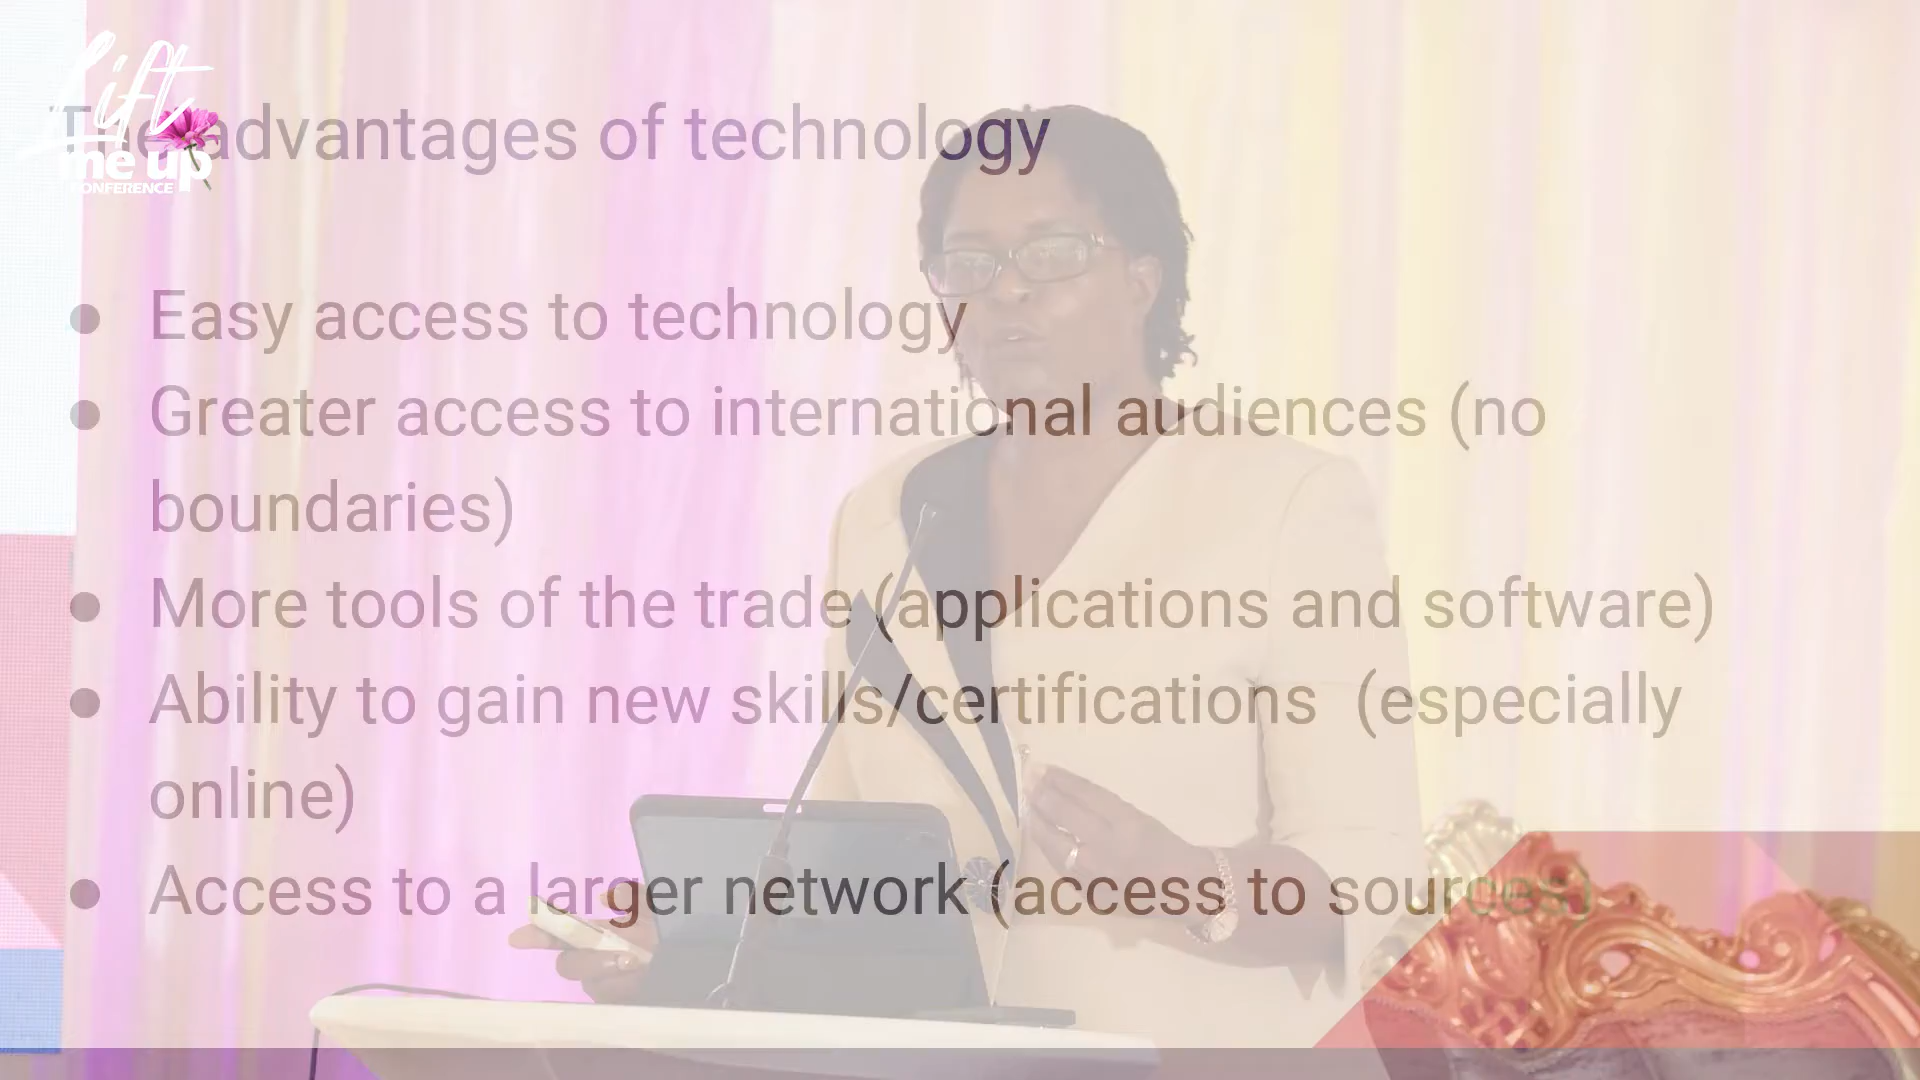 Lift
me up
CONFERENCE
The advantages of technology
● Easy access to technology
● Greater access to international audiences (no
boundaries)
● More tools of the trade (applications and software)
● Ability to gain new skills/certifications (especially
online)
● Access to a larger network (access to sources)